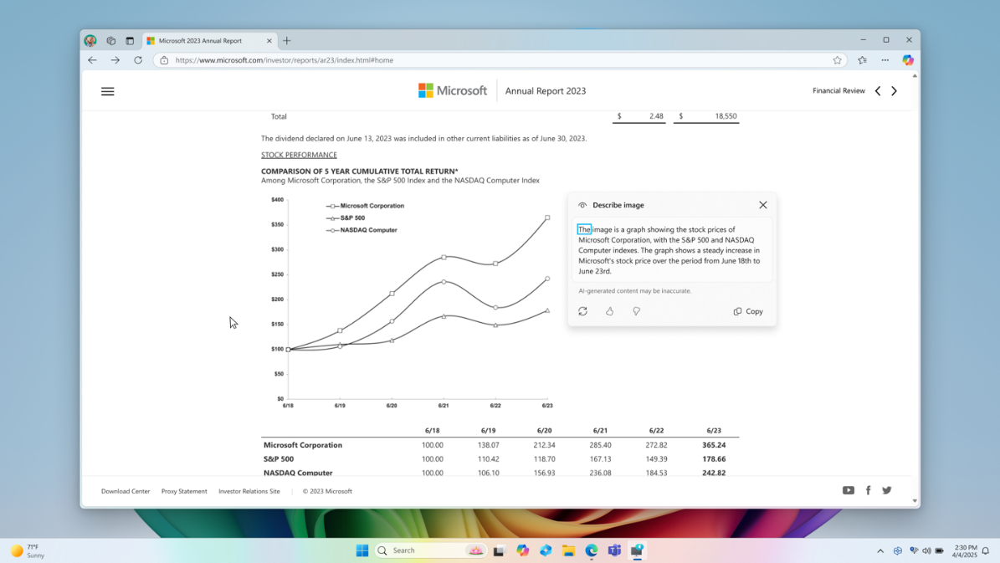 Microsoft 2023 Annual Report
https://www.microsoft.com/investor/reports/ar23/index.html#home
Microsoft
Annual Report 2023
Financial Review
Total $ 2.48 $ 18,550
The dividend declared on June 13, 2023 was included in other current liabilities as of June 30, 2023.
STOCK PERFORMANCE
COMPARISON OF 5 YEAR CUMULATIVE TOTAL RETURN*
Among Microsoft Corporation, the S&P 500 Index and the NASDAQ Computer Index
$400
$350
$300
$250
$200
$150
$100
$50
$0
Microsoft Corporation
S&P 500
NASDAQ Computer
6/18 6/19 6/20 6/21 6/22 6/23
Describe image
The image is a graph showing the stock prices of
Microsoft Corporation, with the S&P 500 and NASDAQ
Computer indexes. The graph shows a steady increase in
Microsoft's stock price over the period from June 18th to
June 23rd.
AI-generated content may be inaccurate.
Copy
6/18 6/19 6/20 6/21 6/22 6/23
Microsoft Corporation 100.00 138.07 212.34 285.40 272.82 365.24
S&P 500 100.00 110.42 118.70 167.13 149.39 178.66
NASDAQ Computer 100.00 106.10 156.93 236.08 184.53 242.82
Download Center Proxy Statement Investor Relations Site | © 2023 Microsoft
71°F
Sunny
Search
2:30 PM
4/4/2025